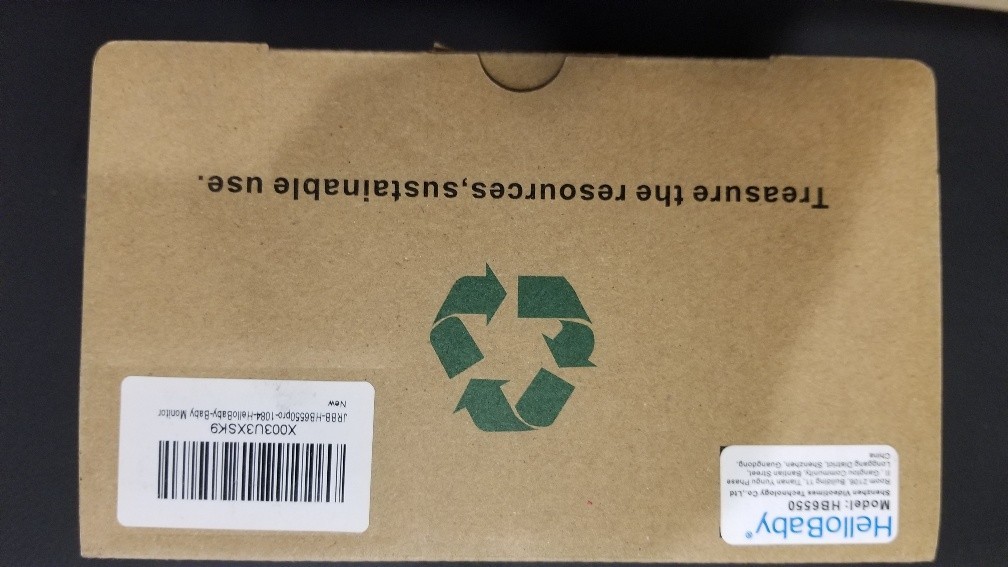 HelloBaby®
Model: HB6550
Shenzhen Videotimes Technology Co.,Ltd
Room 2106, Building 11, Tianan Yungu Phase
II, Gangtou Community, Bantian Street,
Longgang District, Shenzhen, Guangdong,
China
X003U3XSK9
JRBB-HB6550pro-1084-HelloBaby-Baby Monitor
New
Treasure the resources,sustainable use.